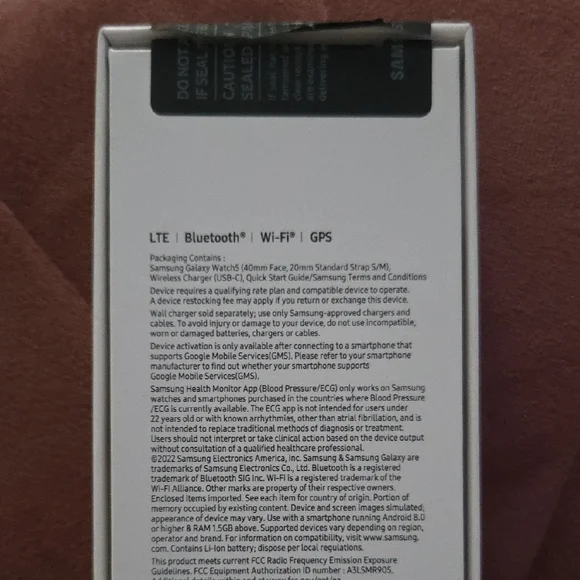 DO NOT
IF SEAL
CAUTION
SEALED
SAMS
LTE | Bluetooth® | Wi-Fi® | GPS
Packaging Contains :
Samsung Galaxy Watch5 (40mm Face, 20mm Standard Strap S/M),
Wireless Charger (USB-C), Quick Start Guide/Samsung Terms and Conditions
Device requires a qualifying rate plan and compatible device to operate.
A device restocking fee may apply if you return or exchange this device.
Wall charger sold separately; use only Samsung-approved chargers and
cables. To avoid injury or damage to your device, do not use incompatible,
worn or damaged batteries, chargers or cables.
Device activation is only available after connecting to a smartphone that
supports Google Mobile Services(GMS). Please refer to your smartphone
manufacturer to find out whether your smartphone supports
Google Mobile Services(GMS).
Samsung Health Monitor App (Blood Pressure/ECG) only works on Samsung
watches and smartphones purchased in the countries where Blood Pressure
/ECG is currently available. The ECG app is not intended for users under
22 years old or with known arrhythmias, other than atrial fibrillation, and is
not intended to replace traditional methods of diagnosis or treatment.
Users should not interpret or take clinical action based on the device output
without consultation of a qualified healthcare professional.
©2022 Samsung Electronics America, Inc. Samsung & Samsung Galaxy are
trademarks of Samsung Electronics Co., Ltd. Bluetooth is a registered
trademark of Bluetooth SIG Inc. Wi-Fi is a registered trademark of the
Wi-Fi Alliance. Other marks are property of their respective owners.
Enclosed items imported. See each item for country of origin. Portion of
memory occupied by existing content. Device and screen images simulated;
appearance of device may vary. Use with a smartphone running Android 8.0
or higher & RAM 1.5GB above. Supported devices vary depending on region,
operator and brand. For information on compatibility, visit www.samsung.
com. Contains Li-Ion battery; dispose per local regulations.
This product meets current FCC Radio Frequency Emission Exposure
Guidelines. FCC Equipment Authorization ID number : A3LSMR905,